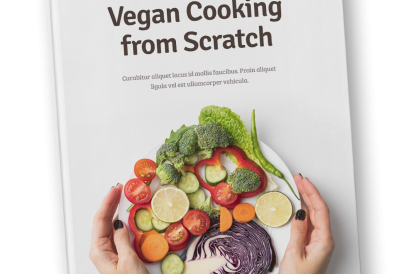 Vegan Cooking
from Scratch
Curabitur aliquet lacus id mollis faucibus. Proin aliquet
ligula vel est ullamcorper vehicula.